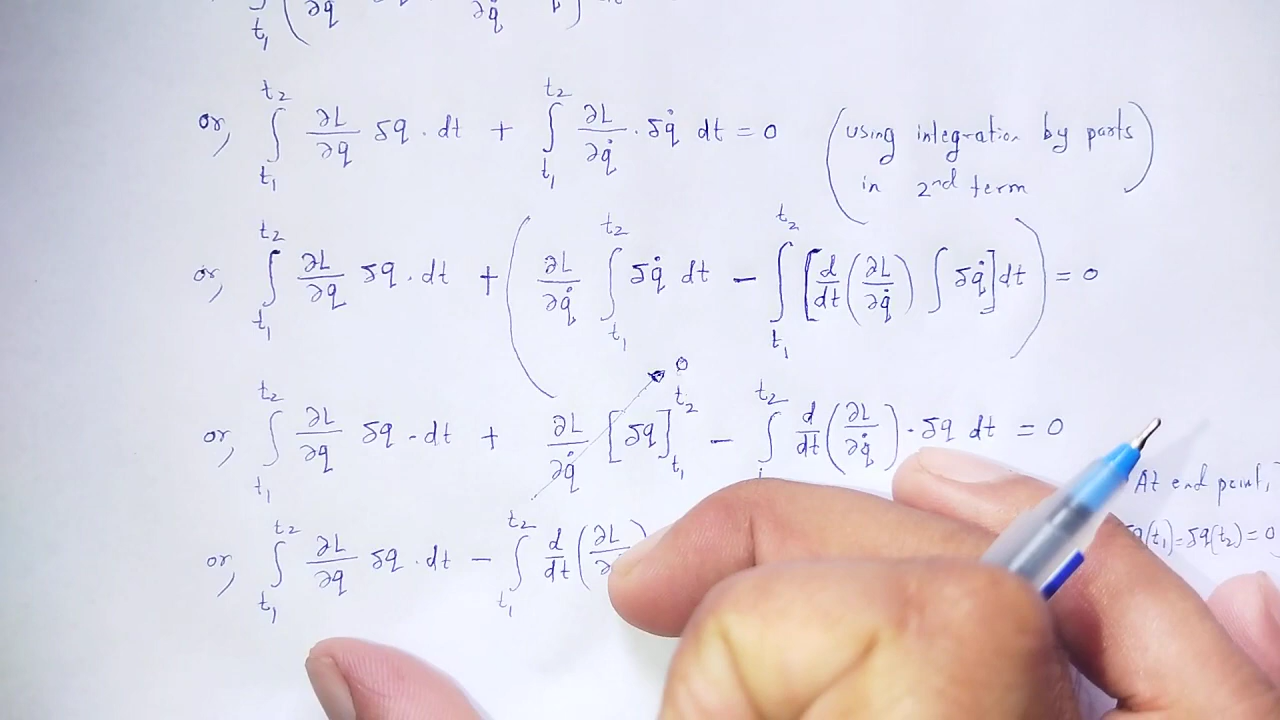 t₁ ∂q ∂q̇
or, ∫_{t₁}^{t₂} ∂L/∂q δq . dt + ∫_{t₁}^{t₂} ∂L/∂q̇ . δq̇ dt = 0 (using integration by parts
in 2nd term)
or, ∫_{t₁}^{t₂} ∂L/∂q δq . dt + ( ∂L/∂q̇ ∫_{t₁}^{t₂} δq̇ dt − ∫_{t₁}^{t₂} [ d/dt (∂L/∂q̇) ∫ δq̇ ] dt ) = 0
or, ∫_{t₁}^{t₂} ∂L/∂q δq . dt + ∂L/∂q̇ [δq]_{t₁}^{t₂} → 0 − ∫^{t₂} d/dt (∂L/∂q̇) . δq dt = 0
At end point,
q(t₁) = δq(t₂) = 0
or, ∫_{t₁}^{t₂} ∂L/∂q δq . dt − ∫_{t₁}^{t₂} d/dt (∂L/∂